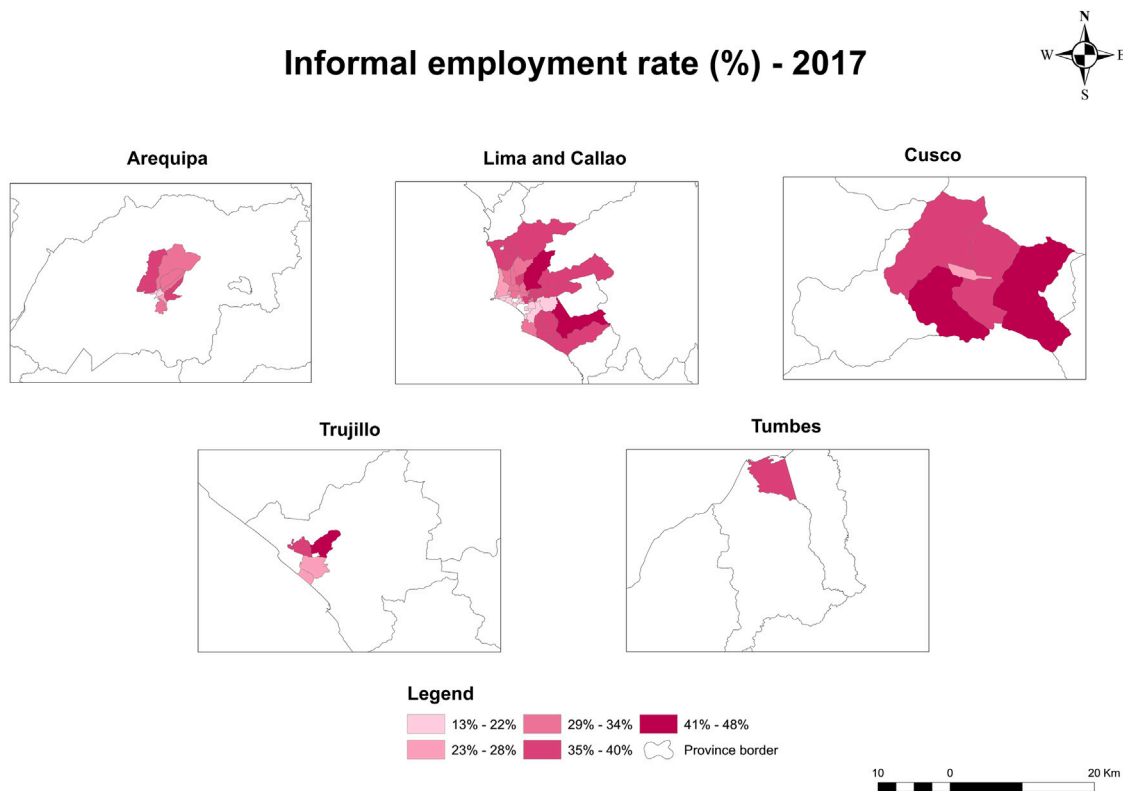 Informal employment rate (%) - 2017
N
W
E
S
Arequipa
Lima and Callao
Cusco
Trujillo
Tumbes
Legend
13% - 22%
29% - 34%
41% - 48%
23% - 28%
35% - 40%
Province border
10 0 20 Km